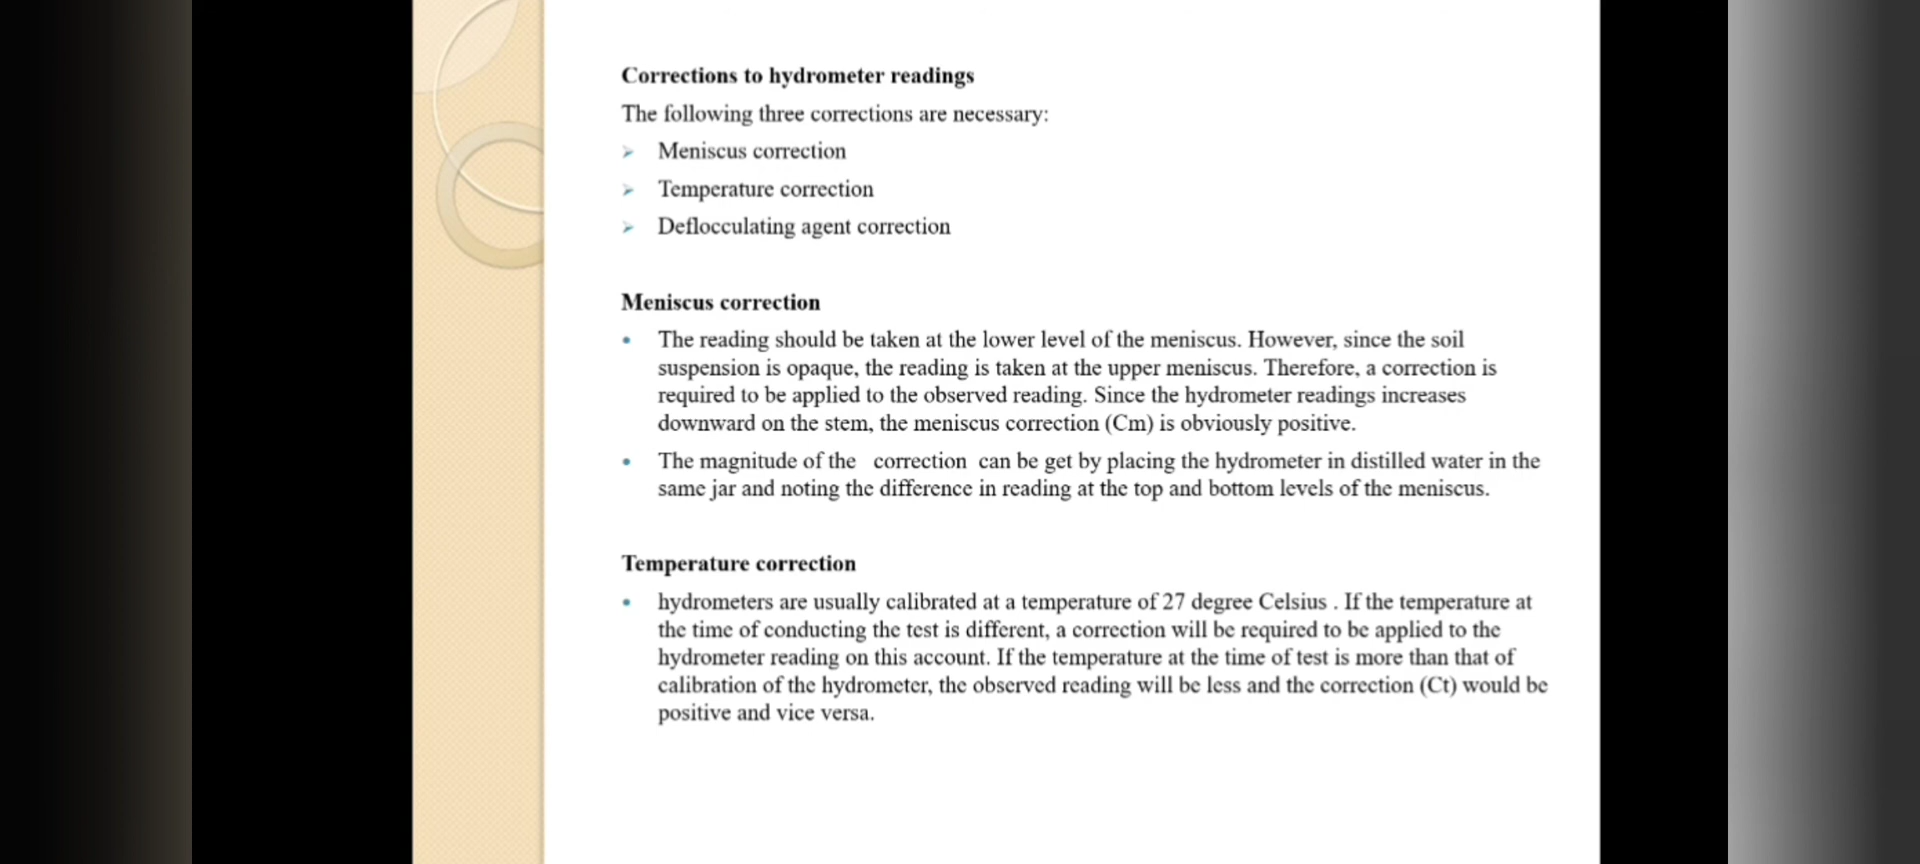 Corrections to hydrometer readings
The following three corrections are necessary:
➢ Meniscus correction
➢ Temperature correction
➢ Deflocculating agent correction
Meniscus correction
• The reading should be taken at the lower level of the meniscus. However, since the soil
suspension is opaque, the reading is taken at the upper meniscus. Therefore, a correction is
required to be applied to the observed reading. Since the hydrometer readings increases
downward on the stem, the meniscus correction (Cm) is obviously positive.
• The magnitude of the correction can be get by placing the hydrometer in distilled water in the
same jar and noting the difference in reading at the top and bottom levels of the meniscus.
Temperature correction
• hydrometers are usually calibrated at a temperature of 27 degree Celsius . If the temperature at
the time of conducting the test is different, a correction will be required to be applied to the
hydrometer reading on this account. If the temperature at the time of test is more than that of
calibration of the hydrometer, the observed reading will be less and the correction (Ct) would be
positive and vice versa.